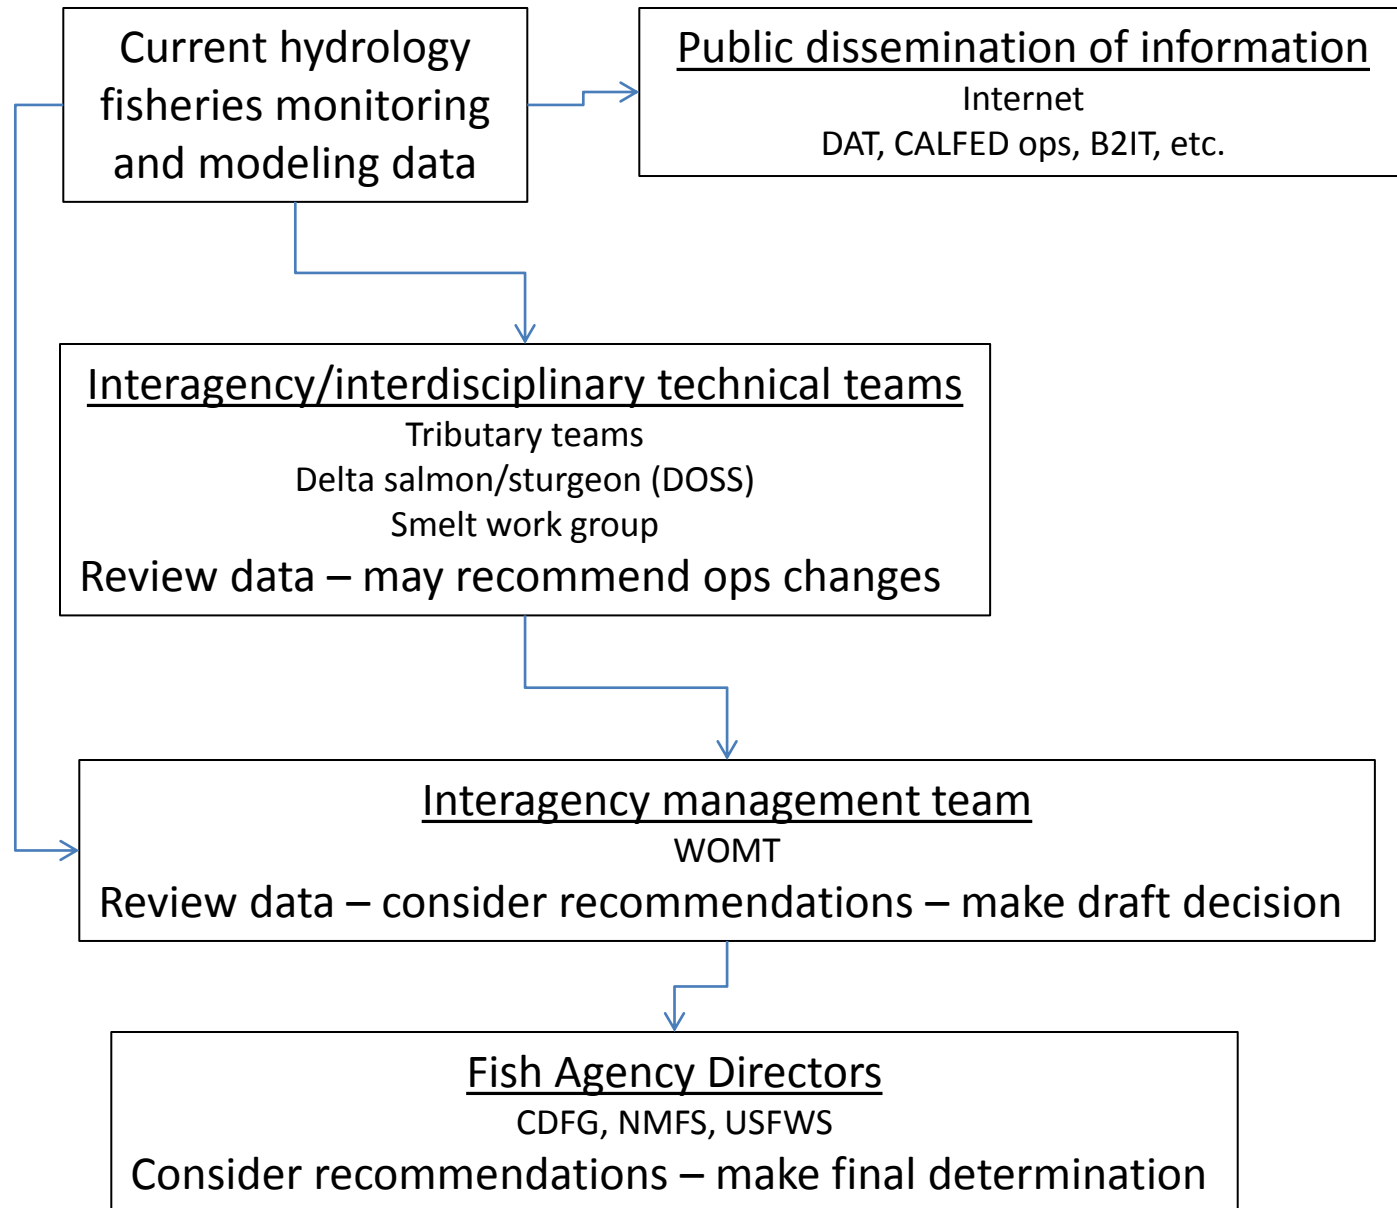 Current hydrology
fisheries monitoring
and modeling data
Public dissemination of information
Internet
DAT, CALFED ops, B2IT, etc.
Interagency/interdisciplinary technical teams
Tributary teams
Delta salmon/sturgeon (DOSS)
Smelt work group
Review data – may recommend ops changes
Interagency management team
WOMT
Review data – consider recommendations – make draft decision
Fish Agency Directors
CDFG, NMFS, USFWS
Consider recommendations – make final determination